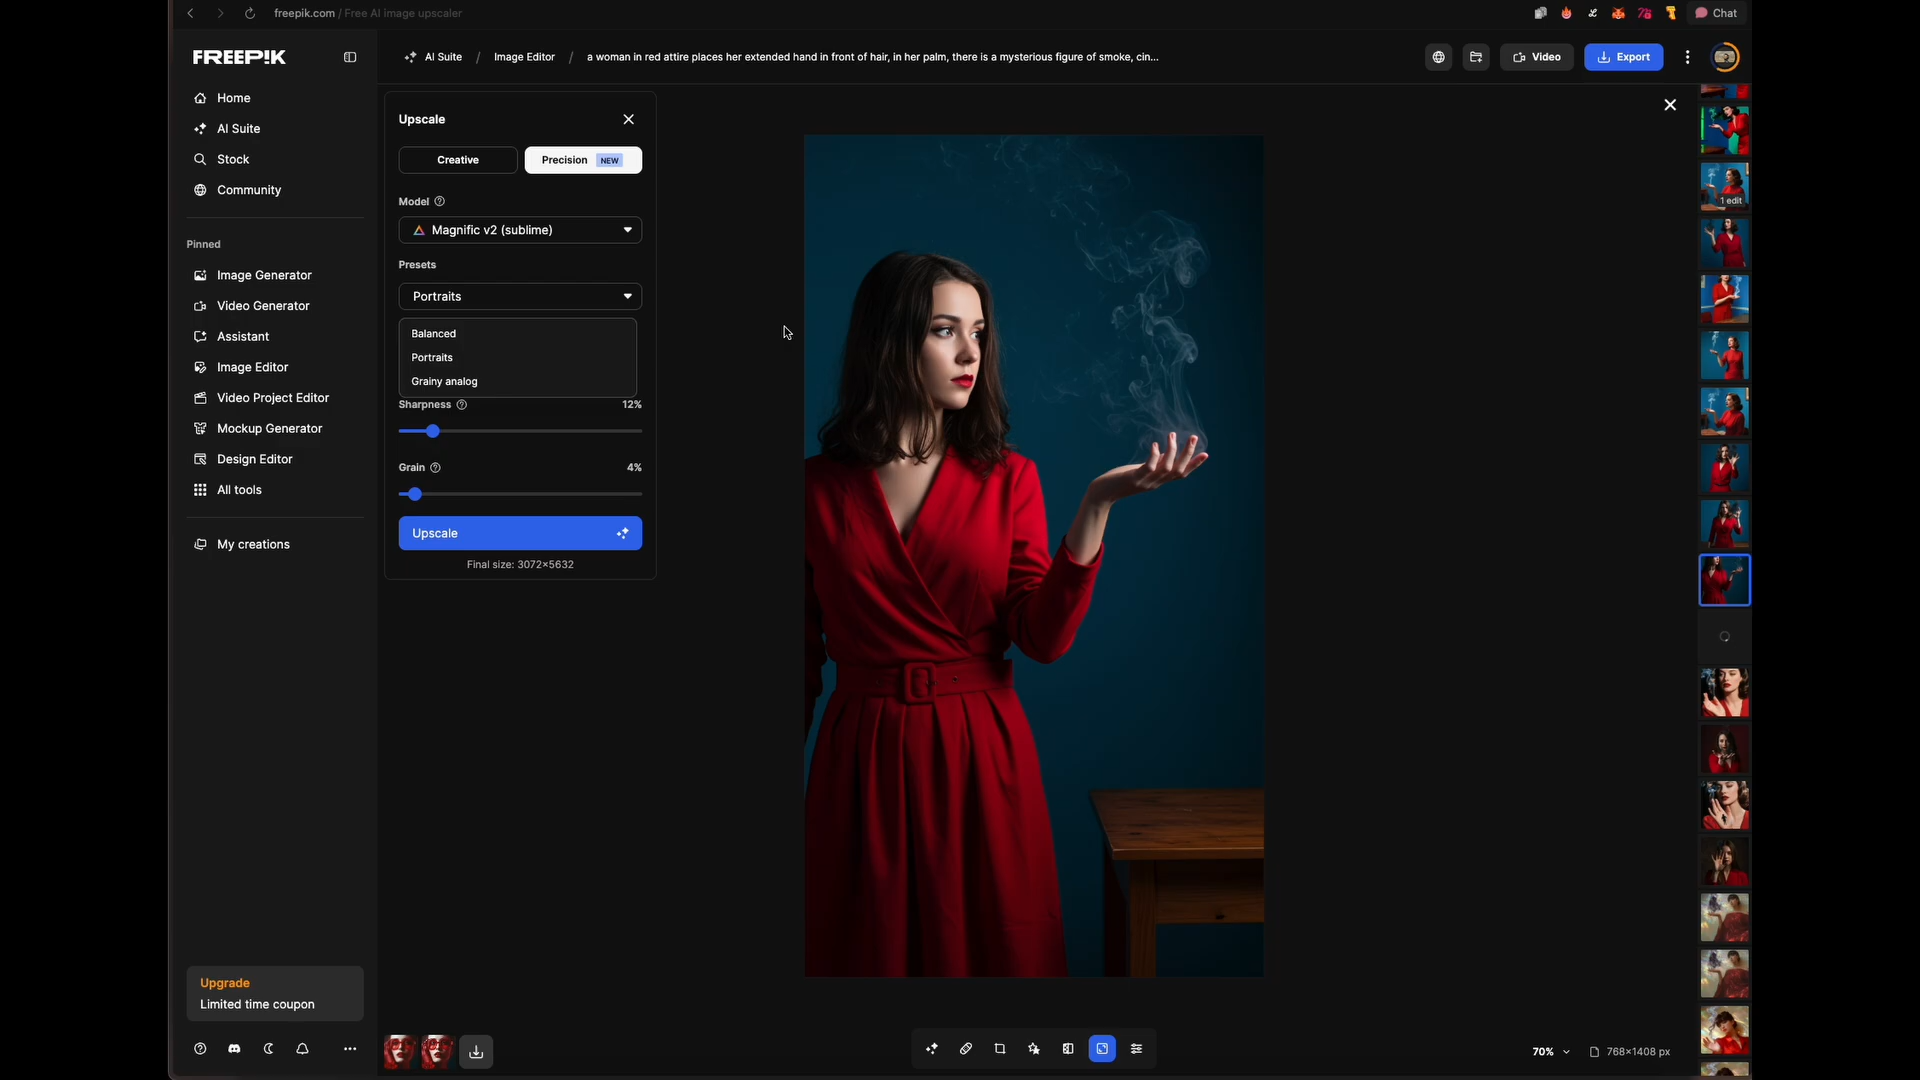 freepik.com / Free AI image upscaler
Chat
FREEP!K
AI Suite / Image Editor / a woman in red attire places her extended hand in front of hair, in her palm, there is a mysterious figure of smoke, cin...
Video
Export
Home
AI Suite
Stock
Community
Pinned
Image Generator
Video Generator
Assistant
Image Editor
Video Project Editor
Mockup Generator
Design Editor
All tools
My creations
Upgrade
Limited time coupon
Upscale
Creative
Precision NEW
Model
Magnific v2 (sublime)
Presets
Portraits
Balanced
Portraits
Grainy analog
Sharpness 12%
Grain 4%
Upscale
Final size: 3072×5632
1 edit
70%
768×1408 px